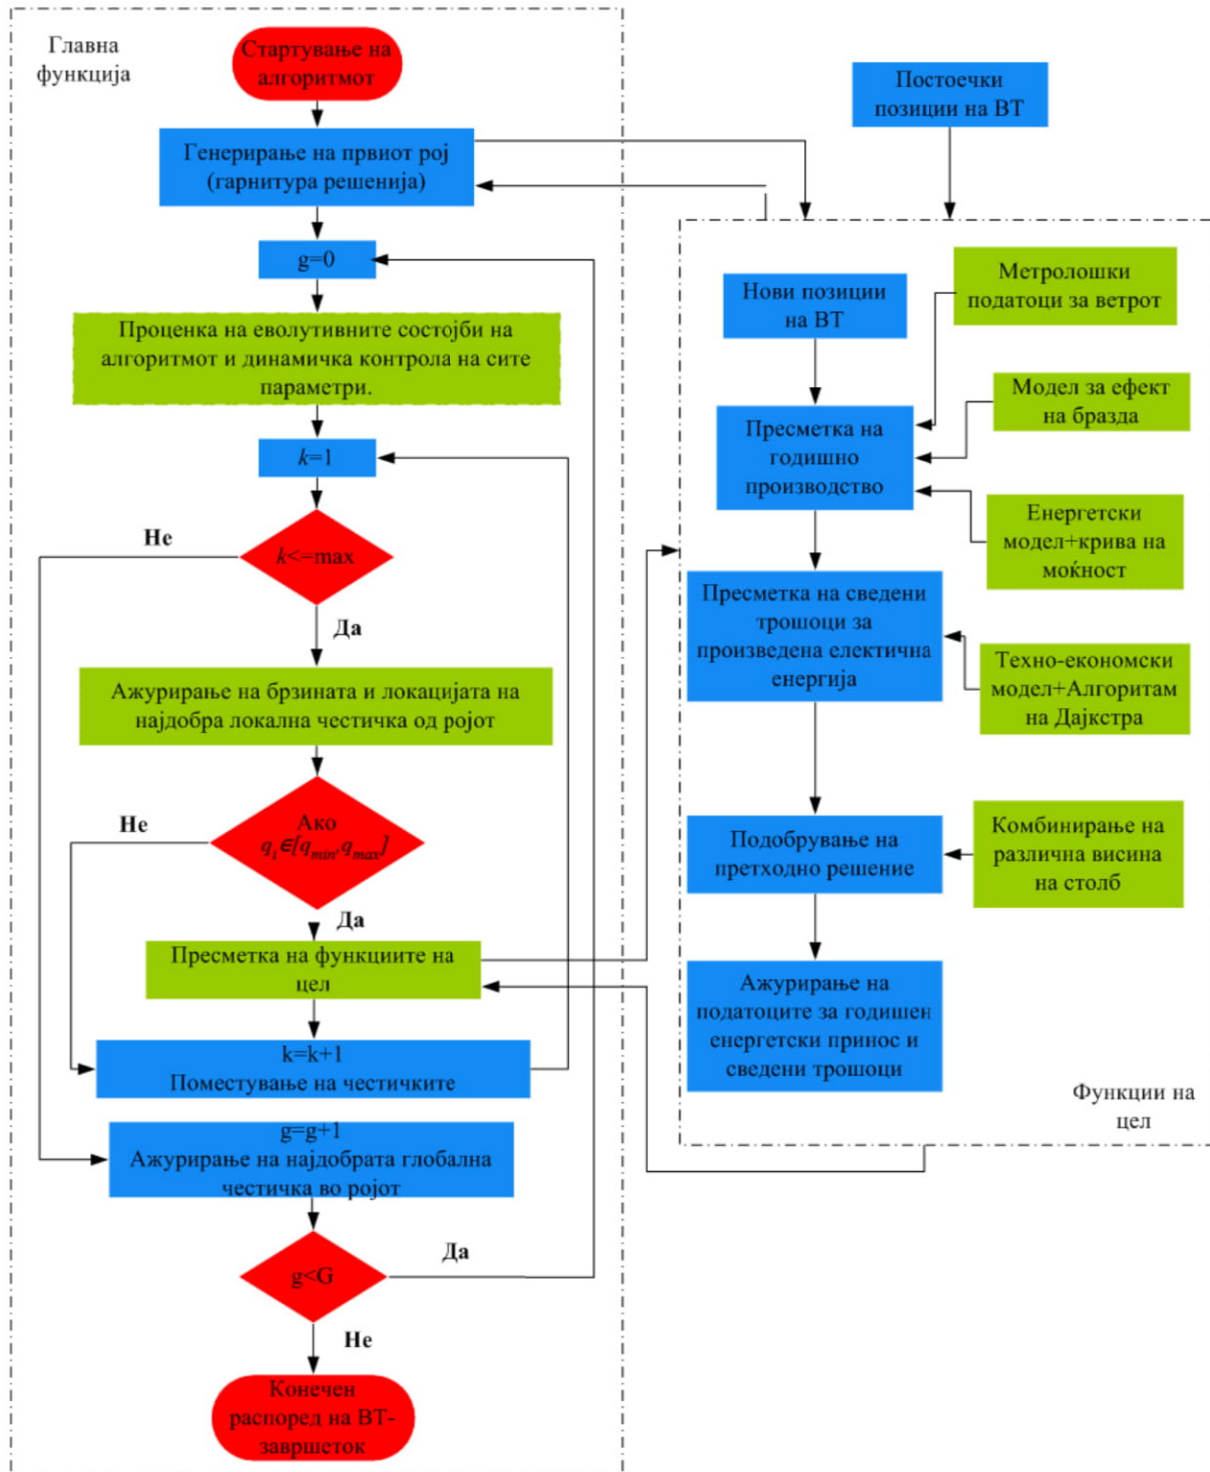 Главна
функција
Стартување на
алгоритмот
Генерирање на првиот рој
(гарнитура решенија)
g=0
Проценка на еволутивните состојби на
алгоритмот и динамичка контрола на сите
параметри.
k=1
Не
k<=max
Да
Ажурирање на брзината и локацијата на
најдобра локална честичка од ројот
Не
Ако
q_i∈[q_min,q_max]
Да
Пресметка на функциите на
цел
k=k+1
Поместување на честичките
g=g+1
Ажурирање на најдобрата глобална
честичка во ројот
Да
g<G
Не
Конечен
распоред на ВТ-
завршеток
Постоечки
позиции на ВТ
Нови позиции
на ВТ
Метролошки
податоци за ветрот
Модел за ефект
на бразда
Пресметка на
годишно
производство
Енергетски
модел+крива на
моќност
Пресметка на сведени
трошоци за
произведена електична
енергија
Техно-економски
модел+Алгоритам
на Дајкстра
Подобрување на
претходно решение
Комбинирање на
различна висина
на столб
Ажурирање на
податоците за годишен
енергетски принос и
сведени трошоци
Функции на
цел